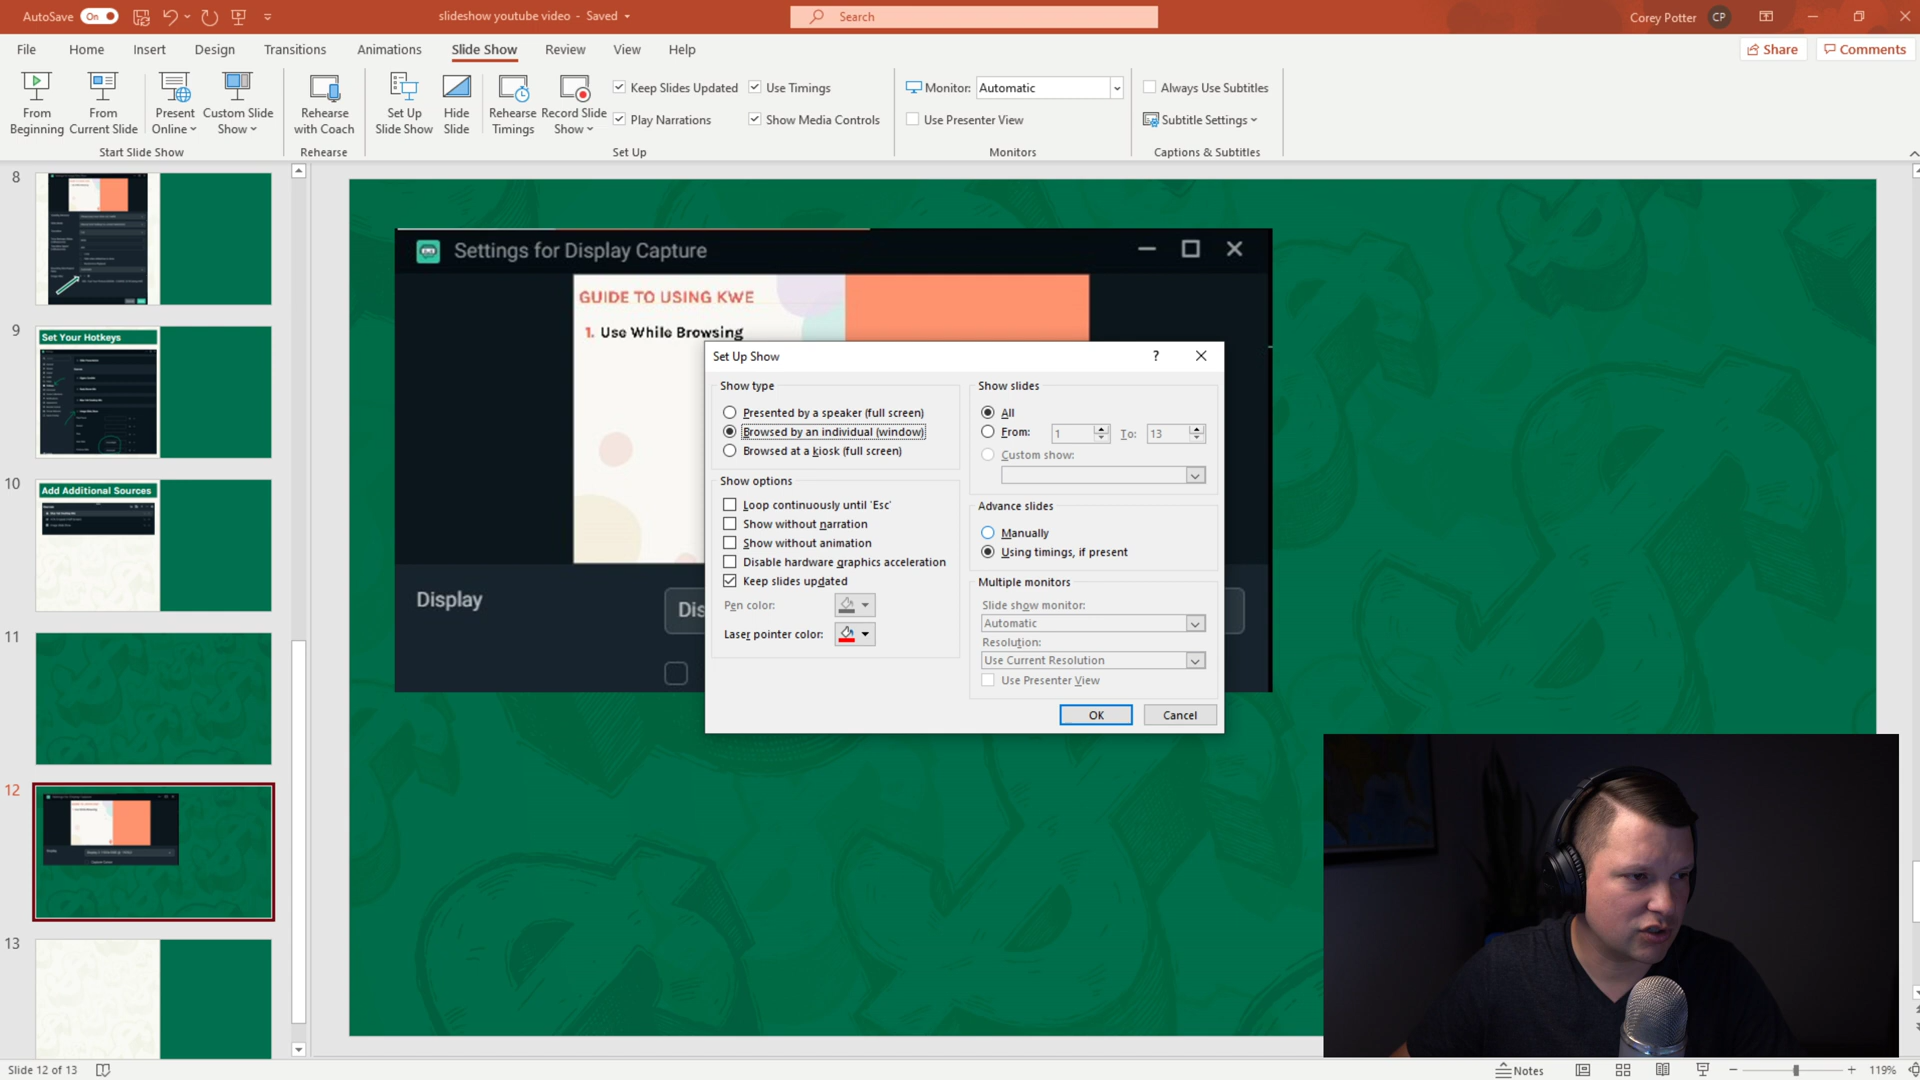 AutoSave On
slideshow youtube video - Saved
Search
Corey Potter CP
File Home Insert Design Transitions Animations Slide Show Review View Help
Share Comments
From Beginning
From Current Slide
Present Online
Custom Slide Show
Rehearse with Coach
Set Up Slide Show
Hide Slide
Rehearse Timings
Record Slide Show
Keep Slides Updated
Use Timings
Play Narrations
Show Media Controls
Monitor: Automatic
Use Presenter View
Always Use Subtitles
Subtitle Settings
Start Slide Show
Rehearse
Set Up
Monitors
Captions & Subtitles
8
9
Set Your Hotkeys
10
Add Additional Sources
11
12
13
Settings for Display Capture
GUIDE TO USING KWE
1. Use While Browsing
Display
Dis
Set Up Show
?
Show type
Presented by a speaker (full screen)
Browsed by an individual (window)
Browsed at a kiosk (full screen)
Show options
Loop continuously until 'Esc'
Show without narration
Show without animation
Disable hardware graphics acceleration
Keep slides updated
Pen color:
Laser pointer color:
Show slides
All
From: 1 To: 13
Custom show:
Advance slides
Manually
Using timings, if present
Multiple monitors
Slide show monitor:
Automatic
Resolution:
Use Current Resolution
Use Presenter View
OK Cancel
Slide 12 of 13
Notes
119%